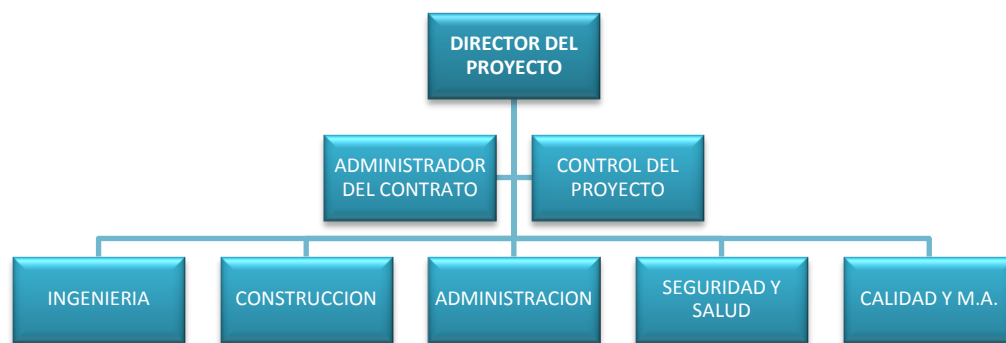 DIRECTOR DEL
PROYECTO
ADMINISTRADOR
DEL CONTRATO
CONTROL DEL
PROYECTO
INGENIERIA
CONSTRUCCION
ADMINISTRACION
SEGURIDAD Y
SALUD
CALIDAD Y M.A.